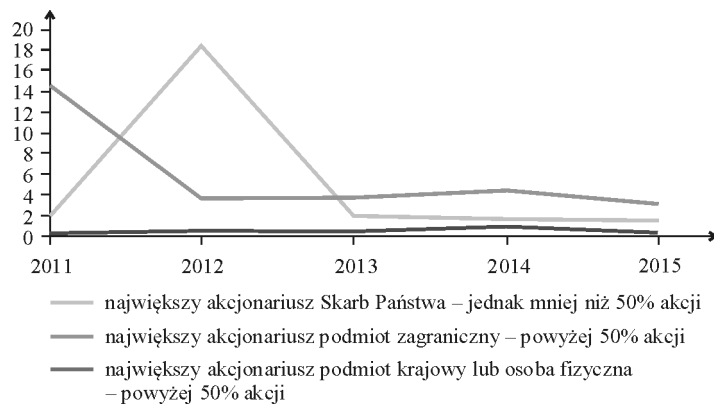 20
18
16
14
12
10
8
6
4
2
0
2011 2012 2013 2014 2015
największy akcjonariusz Skarb Państwa – jednak mniej niż 50% akcji
największy akcjonariusz podmiot zagraniczny – powyżej 50% akcji
największy akcjonariusz podmiot krajowy lub osoba fizyczna
– powyżej 50% akcji